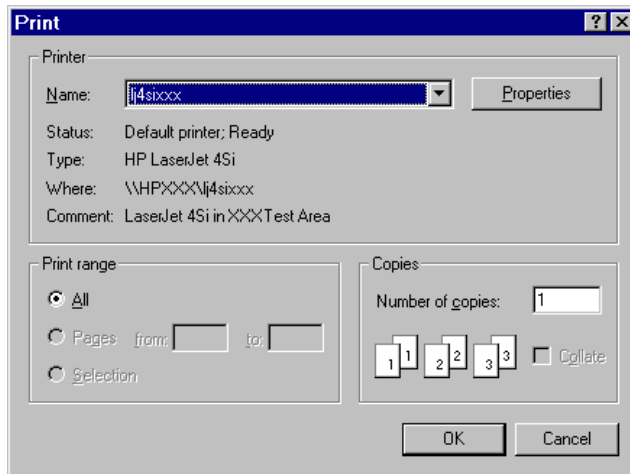 Print
Printer
Name: lj4sixxx Properties
Status: Default printer; Ready
Type: HP LaserJet 4Si
Where: \\HPXXX\lj4sixxx
Comment: LaserJet 4Si in XXX Test Area
Print range
All
Pages from: to:
Selection
Copies
Number of copies: 1
1 1 2 2 3 3 Collate
OK Cancel